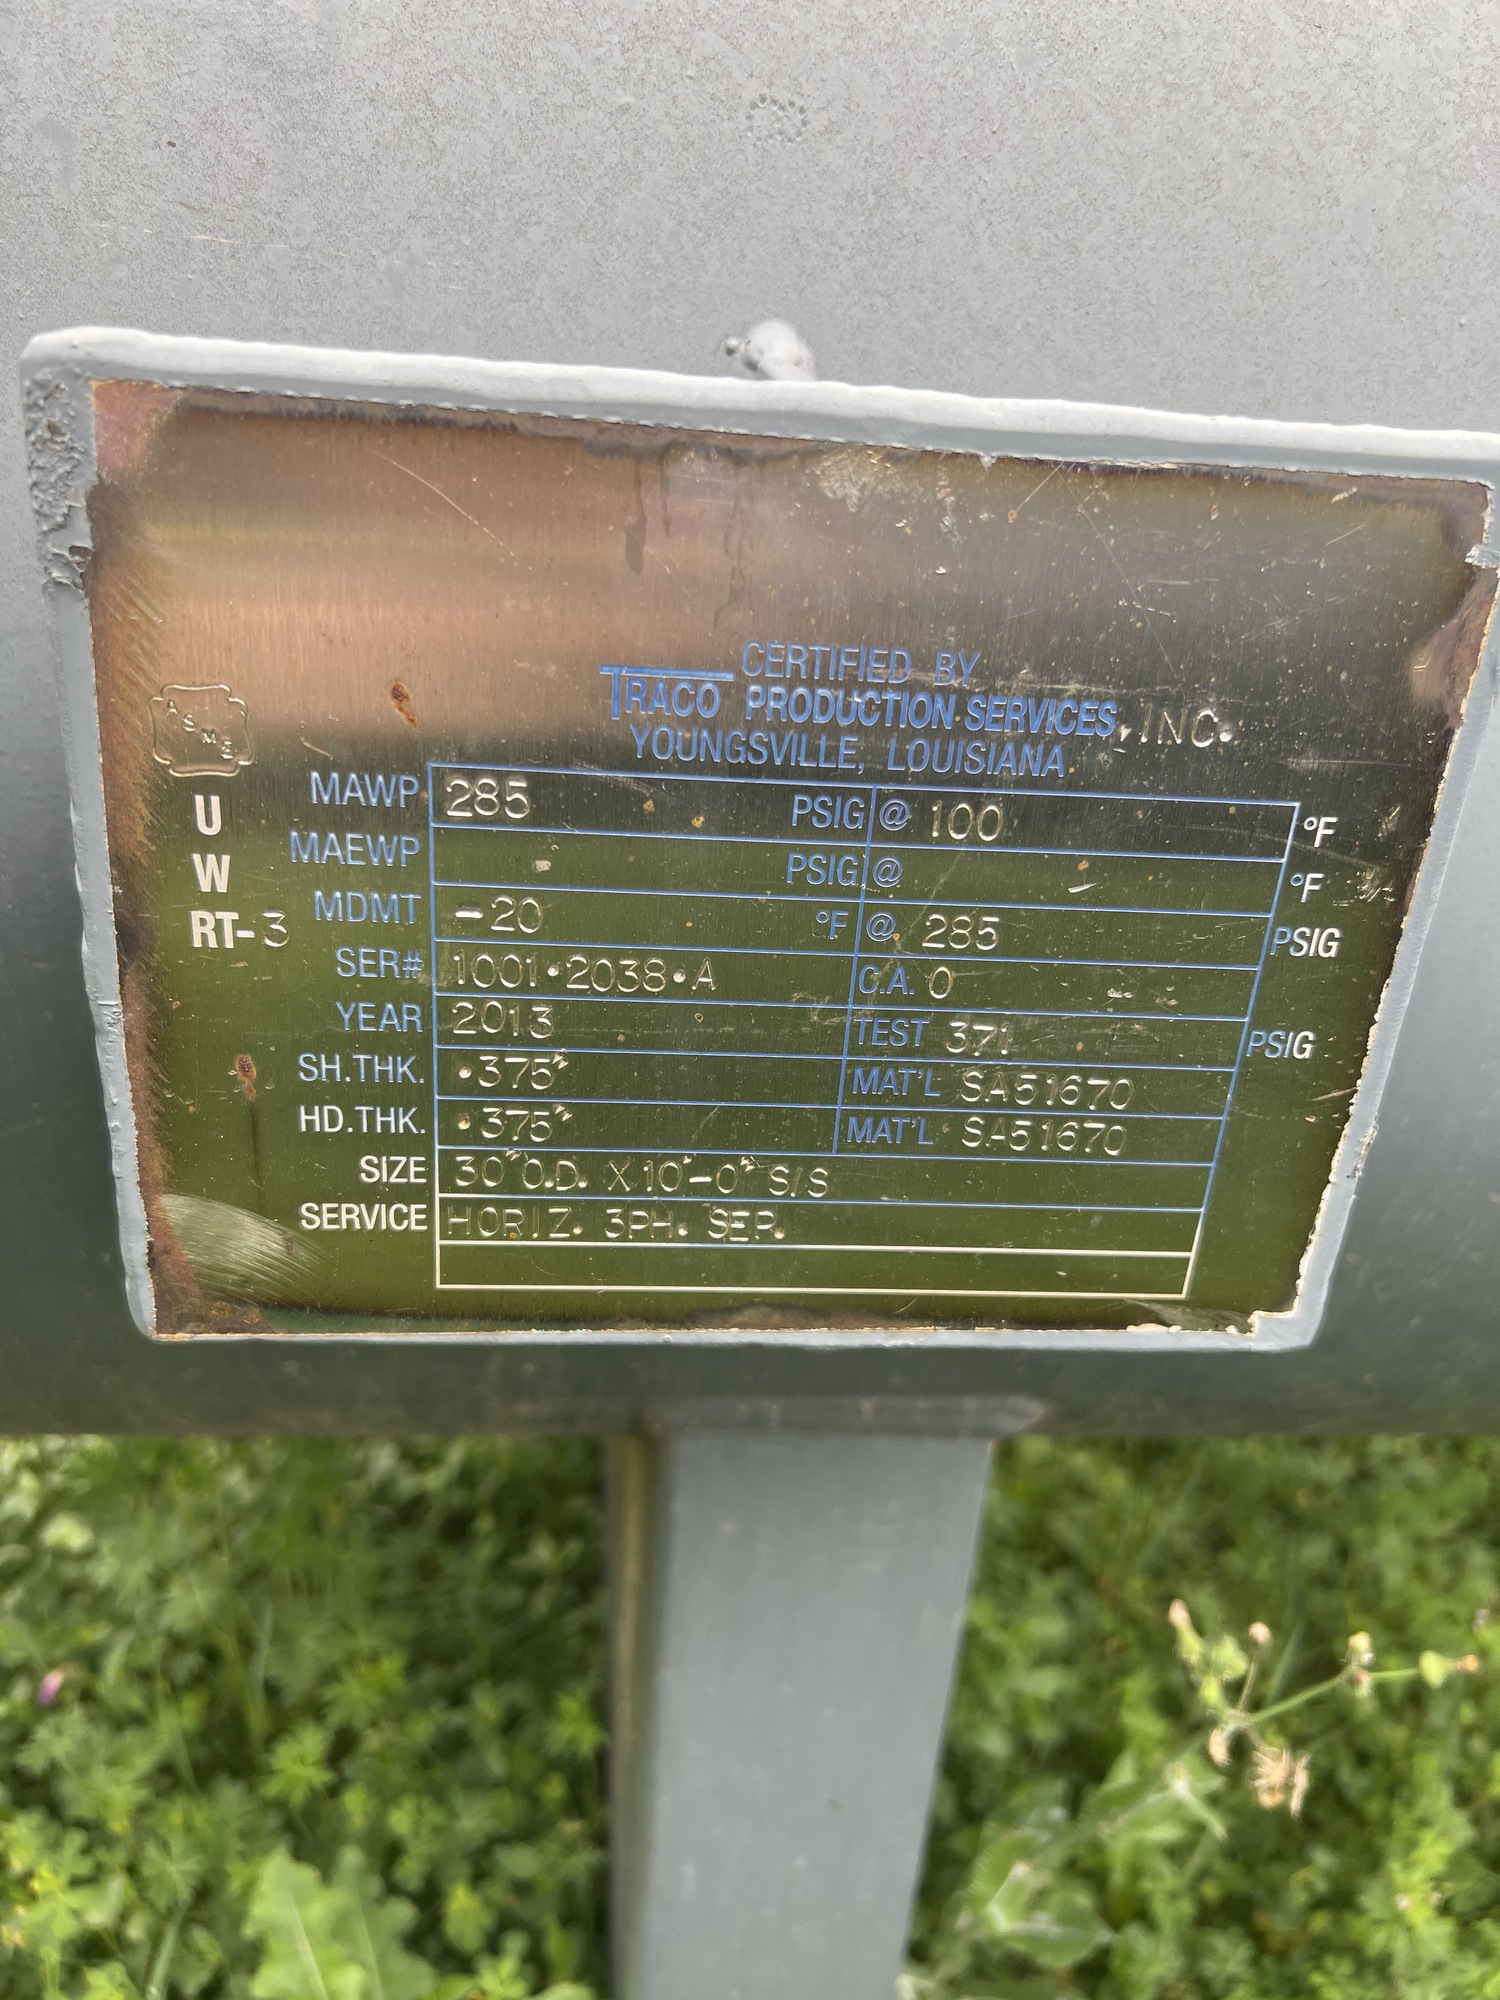 CERTIFIED BY
TRACO PRODUCTION SERVICES, INC.
YOUNGSVILLE, LOUISIANA
ASME
U
W
RT-3
MAWP 285 PSIG @ 100 °F
MAEWP PSIG @ °F
MDMT -20 °F @ 285 PSIG
SER# 1001•2038•A C.A. 0
YEAR 2013 TEST 371 PSIG
SH.THK. .375" MAT'L SA51670
HD.THK. .375" MAT'L SA51670
SIZE 30"O.D. X 10'-0" S/S
SERVICE HORIZ. 3PH. SEP.